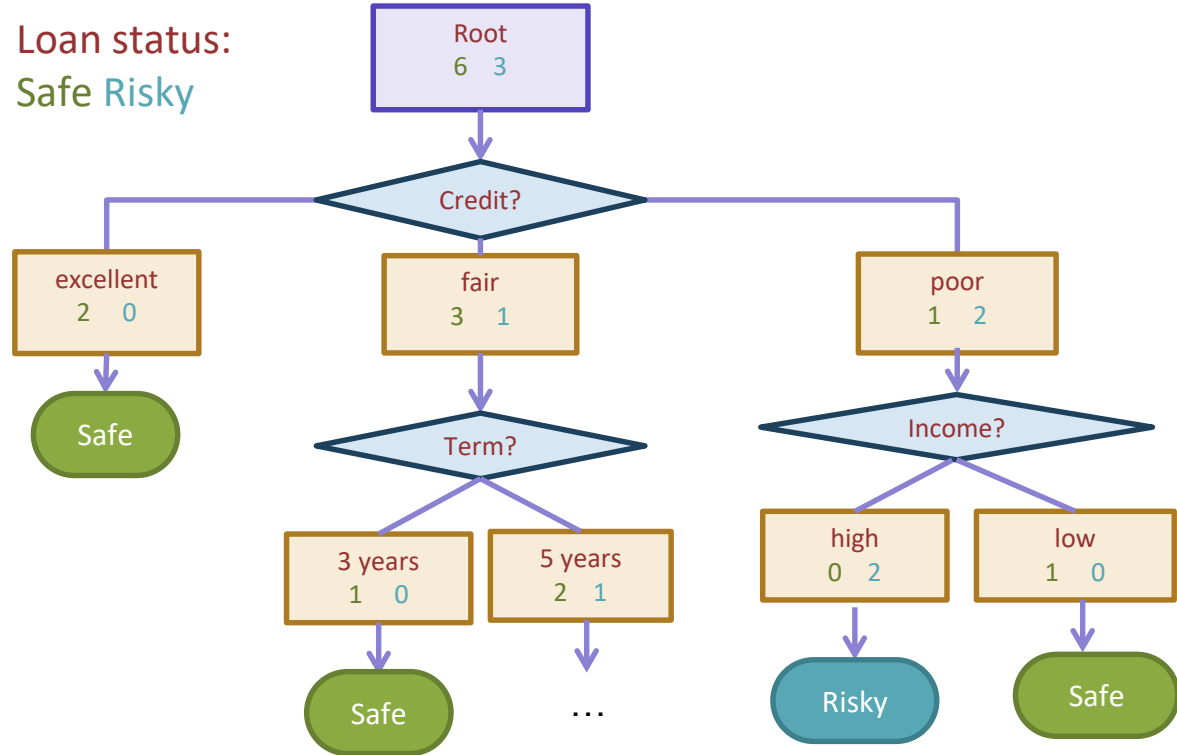 Loan status:
Safe Risky
Root
6 3
Credit?
excellent
2 0
fair
3 1
poor
1 2
Safe
Term?
Income?
3 years
1 0
5 years
2 1
high
0 2
low
1 0
Safe
...
Risky
Safe